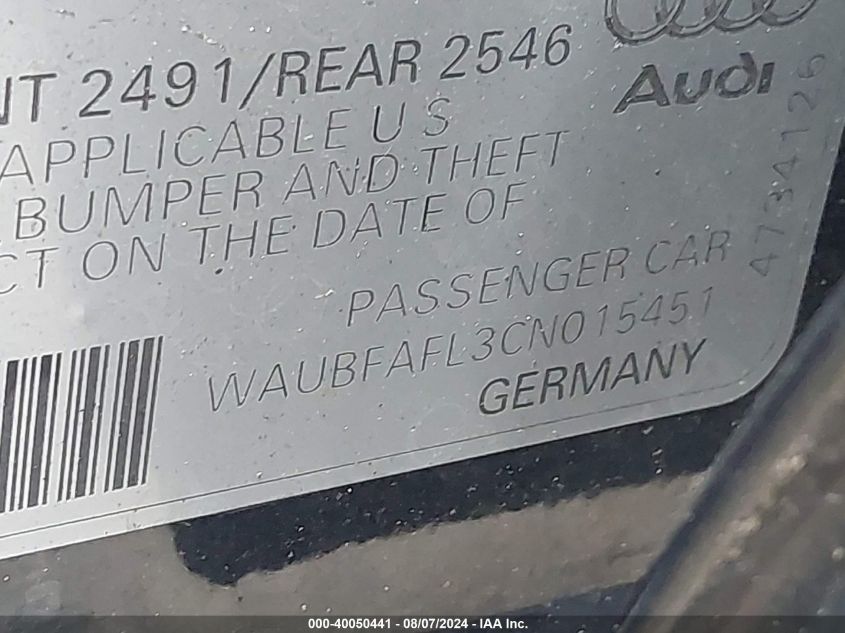 NT 2491/REAR 2546
Audi
APPLICABLE U S
BUMPER AND THEFT
CT ON THE DATE OF
4734126
PASSENGER CAR
WAUBFAFL3CN015451
GERMANY
000-40050441 - 08/07/2024 - IAA Inc.